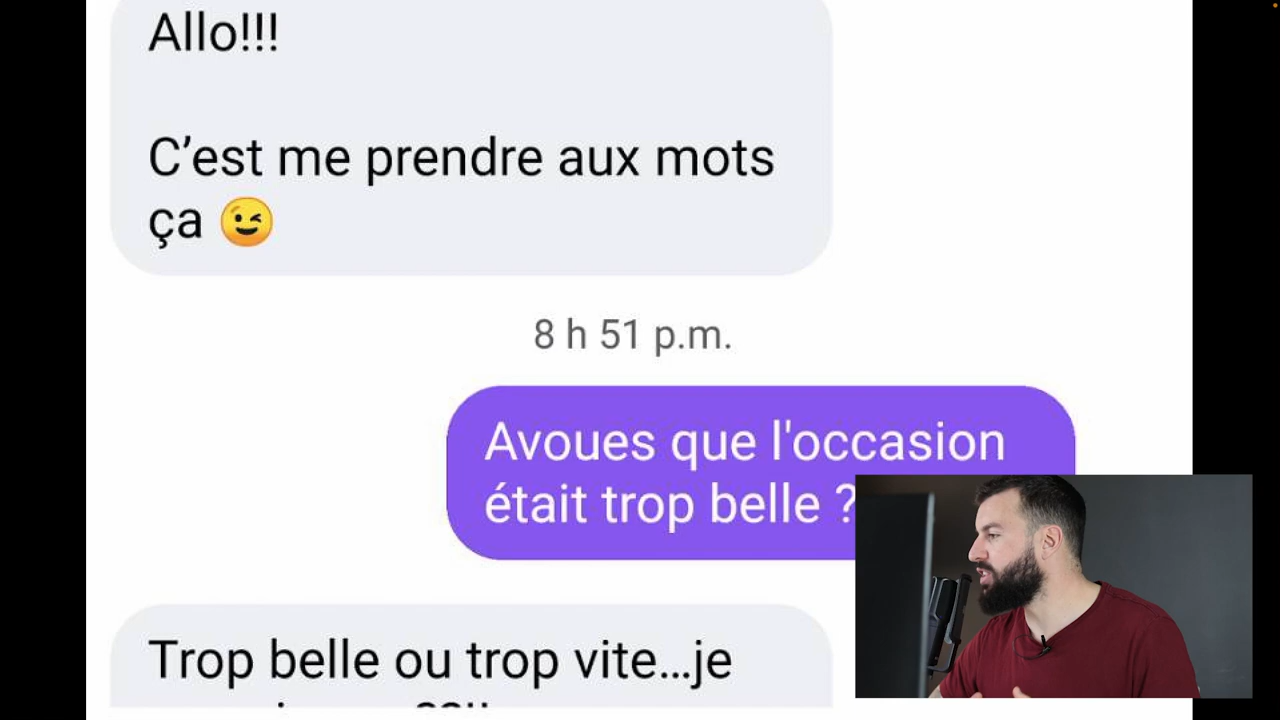 Allo!!!
C'est me prendre aux mots
ça 😉
8 h 51 p.m.
Avoues que l'occasion
était trop belle ?
Trop belle ou trop vite...je